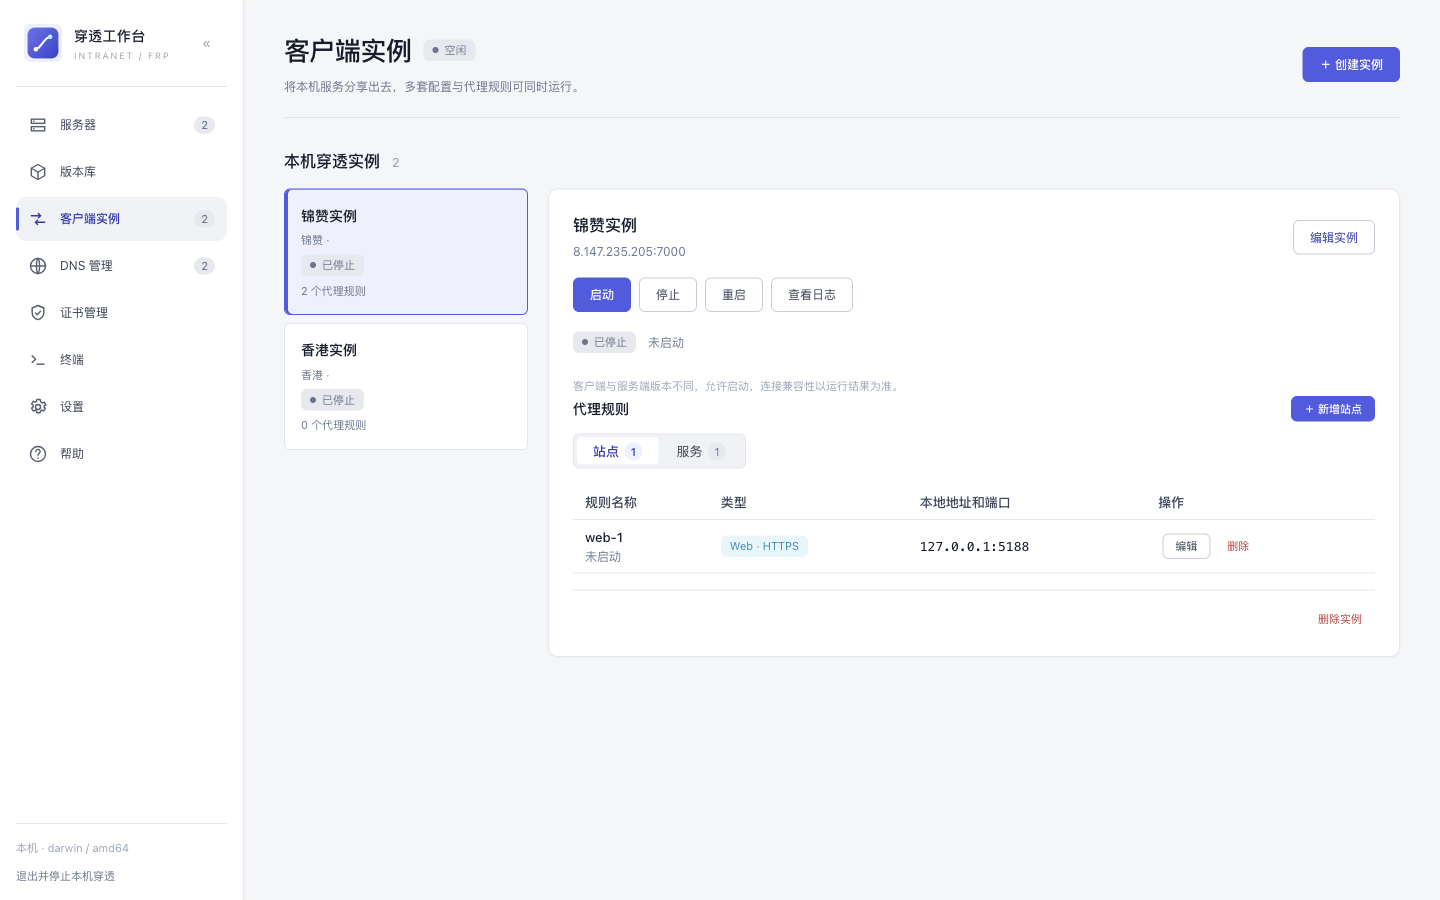 穿透工作台
INTRANET / FRP
«
服务器 2
版本库
客户端实例 2
DNS 管理 2
证书管理
终端
设置
帮助
本机 · darwin / amd64
退出并停止本机穿透
客户端实例 空闲
将本机服务分享出去，多套配置与代理规则可同时运行。
+ 创建实例
本机穿透实例 2
锦赞实例
锦赞 ·
已停止
2 个代理规则
香港实例
香港 ·
已停止
0 个代理规则
锦赞实例
8.147.235.205:7000
编辑实例
启动 停止 重启 查看日志
已停止 未启动
客户端与服务端版本不同，允许启动，连接兼容性以运行结果为准。
代理规则
+ 新增站点
站点 1 服务 1
规则名称 类型 本地地址和端口 操作
web-1
未启动
Web · HTTPS
127.0.0.1:5188
编辑 删除
删除实例